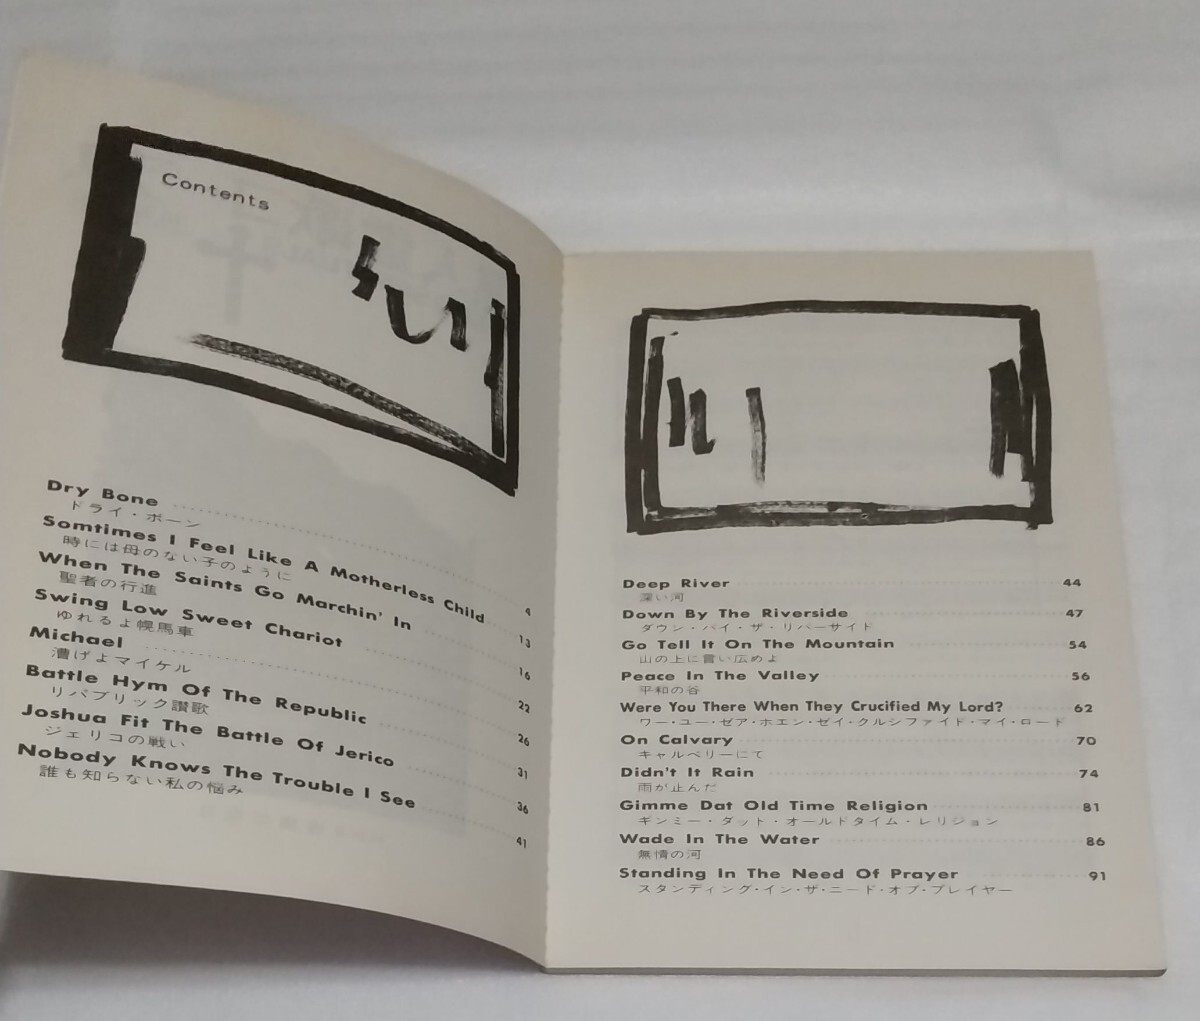 Contents
Dry Bone 4
ドライ・ボーン
Somtimes I Feel Like A Motherless Child 13
時には母のない子のように
When The Saints Go Marchin' In 16
聖者の行進
Swing Low Sweet Chariot 22
ゆれるよ幌馬車
Michael 26
漕げよマイケル
Battle Hym Of The Republic 31
リパブリック讃歌
Joshua Fit The Battle Of Jerico 36
ジェリコの戦い
Nobody Knows The Trouble I See 41
誰も知らない私の悩み
Deep River 44
深い河
Down By The Riverside 47
ダウン・バイ・ザ・リバーサイド
Go Tell It On The Mountain 54
山の上に言い広めよ
Peace In The Valley 56
平和の谷
Were You There When They Crucified My Lord? 62
ワー・ユー・ゼア・ホエン・ゼイ・クルシファイド・マイ・ロード
On Calvary 70
キャルベリーにて
Didn't It Rain 74
雨が止んだ
Gimme Dat Old Time Religion 81
ギンミー・ダット・オールドタイム・レリジョン
Wade In The Water 86
無情の河
Standing In The Need Of Prayer 91
スタンディング・イン・ザ・ニード・オブ・プレイヤー